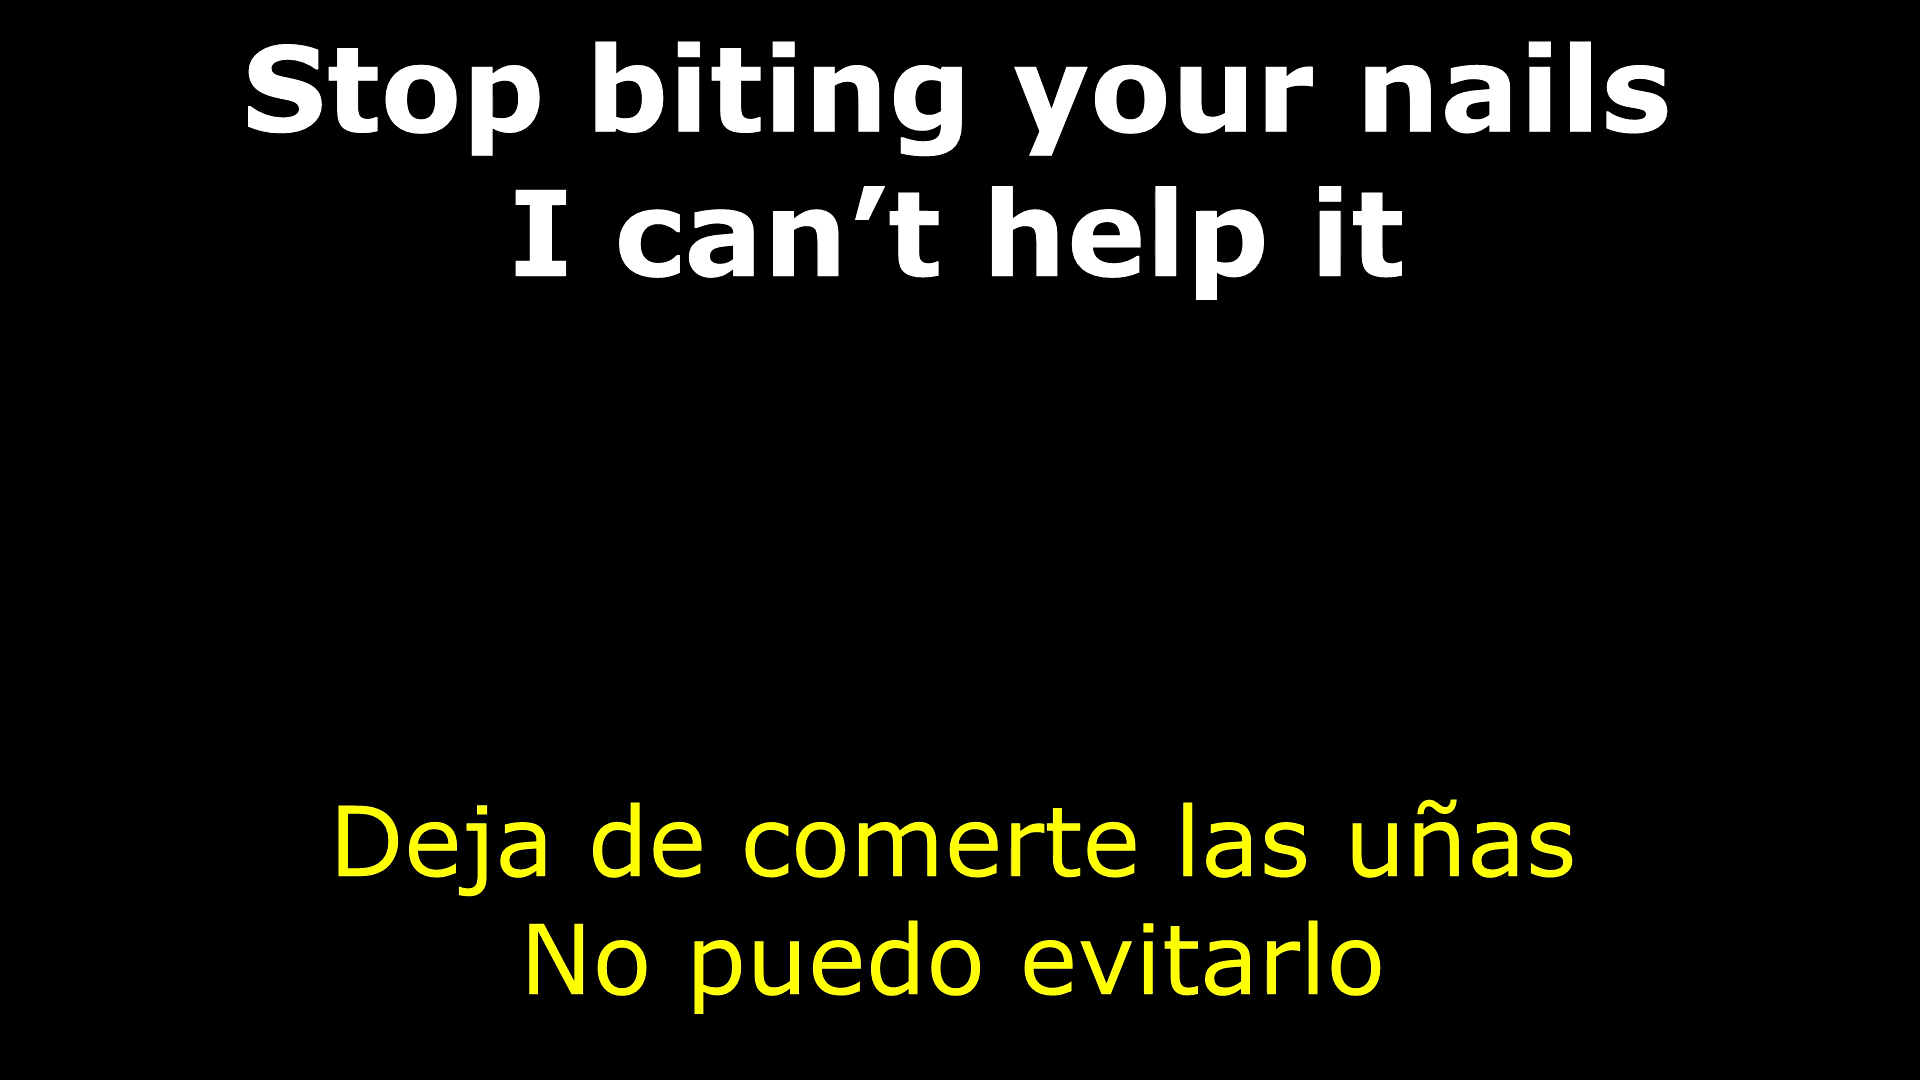 Stop biting your nails
I can’t help it
Deja de comerte las uñas
No puedo evitarlo